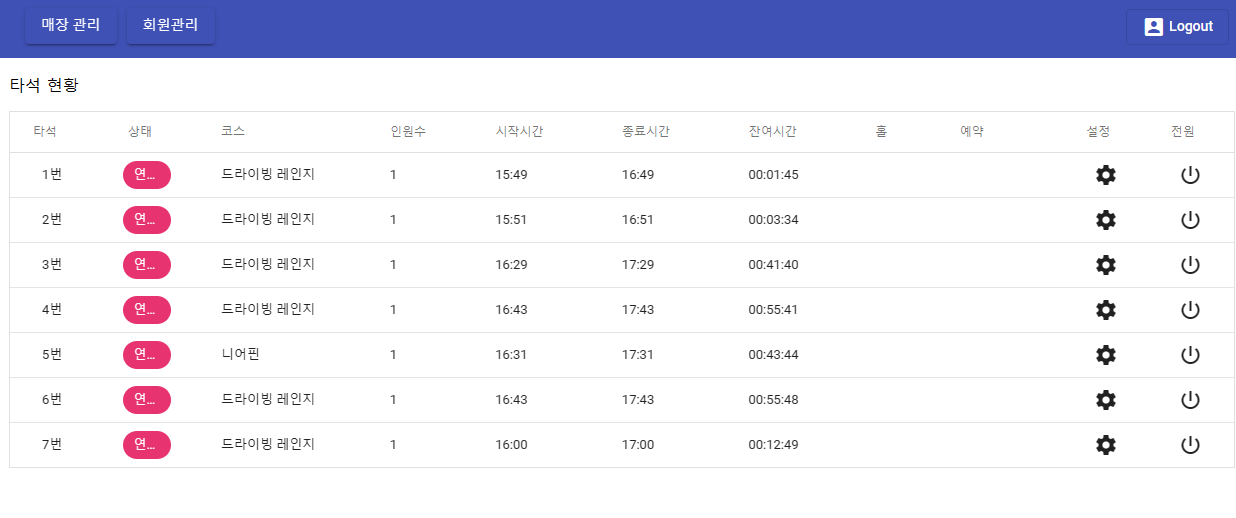 매장 관리 회원관리 Logout
타석 현황
타석 상태 코스 인원수 시작시간 종료시간 잔여시간 홀 예약 설정 전원
1번 연... 드라이빙 레인지 1 15:49 16:49 00:01:45
2번 연... 드라이빙 레인지 1 15:51 16:51 00:03:34
3번 연... 드라이빙 레인지 1 16:29 17:29 00:41:40
4번 연... 드라이빙 레인지 1 16:43 17:43 00:55:41
5번 연... 니어핀 1 16:31 17:31 00:43:44
6번 연... 드라이빙 레인지 1 16:43 17:43 00:55:48
7번 연... 드라이빙 레인지 1 16:00 17:00 00:12:49